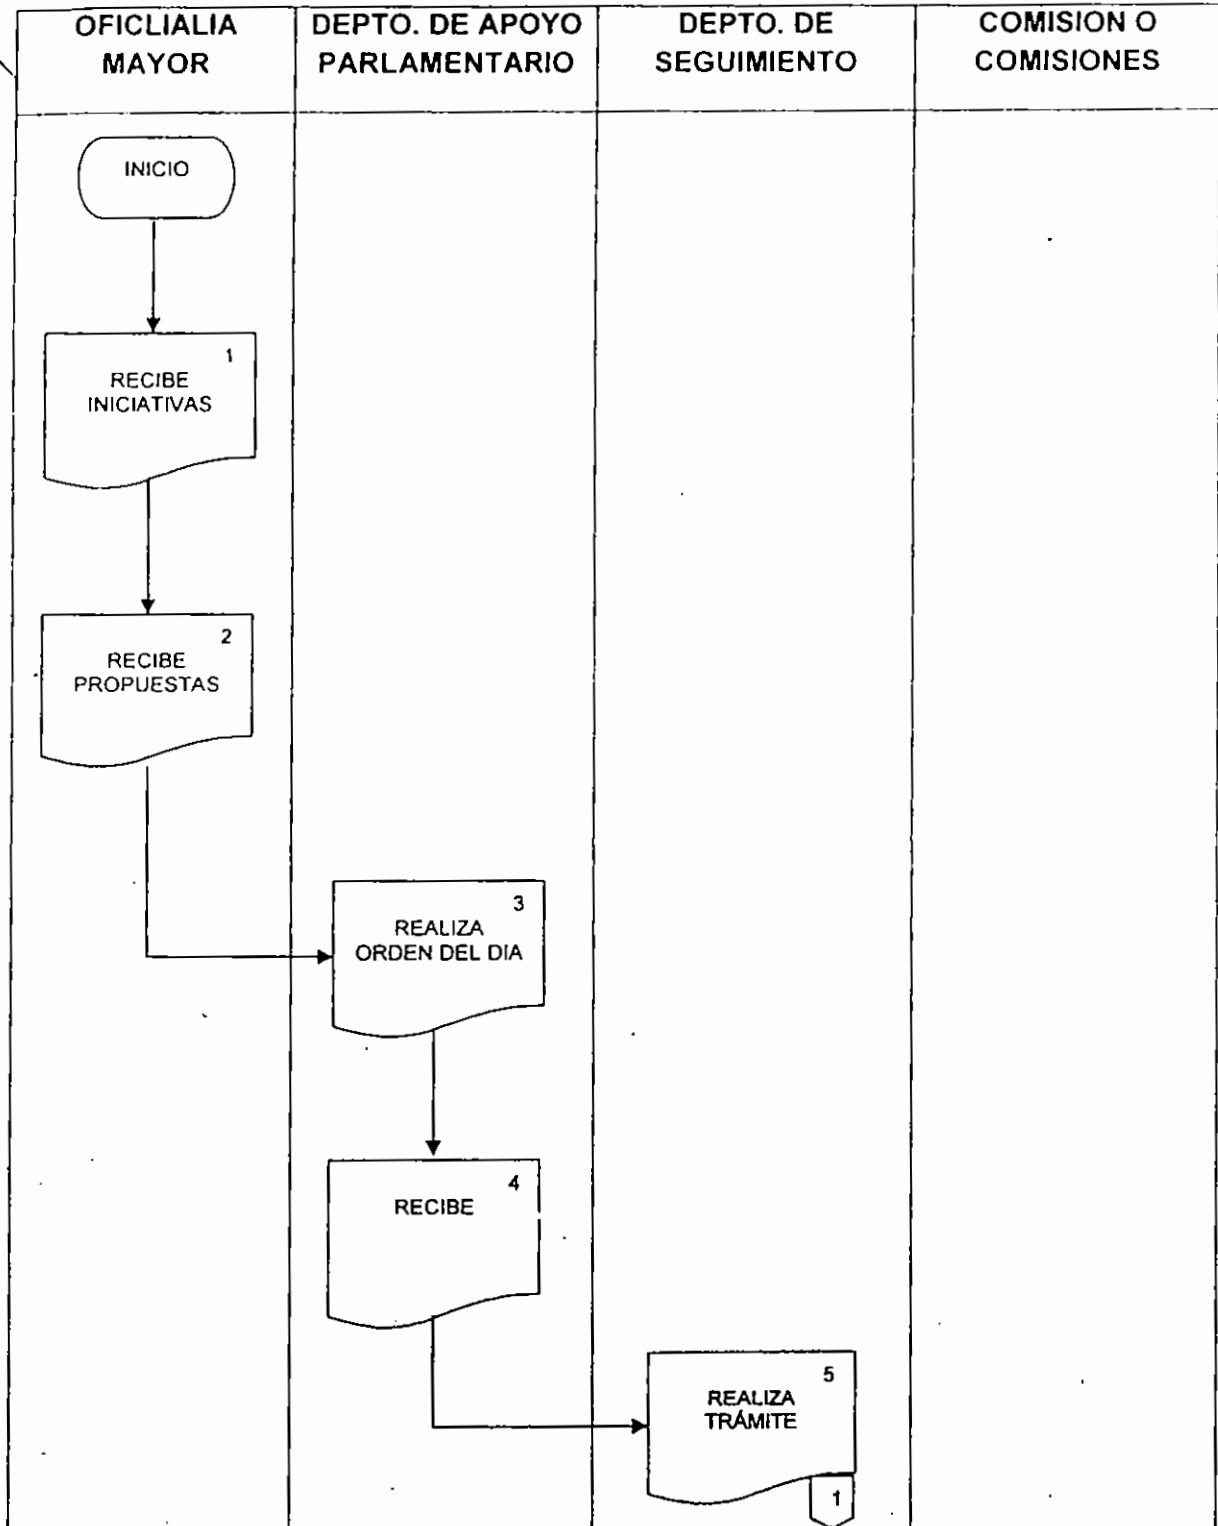 OFICLIALIA
MAYOR
DEPTO. DE APOYO
PARLAMENTARIO
DEPTO. DE
SEGUIMIENTO
COMISION O
COMISIONES
INICIO
1
RECIBE
INICIATIVAS
2
RECIBE
PROPUESTAS
3
REALIZA
ORDEN DEL DIA
4
RECIBE
5
REALIZA
TRÁMITE
1